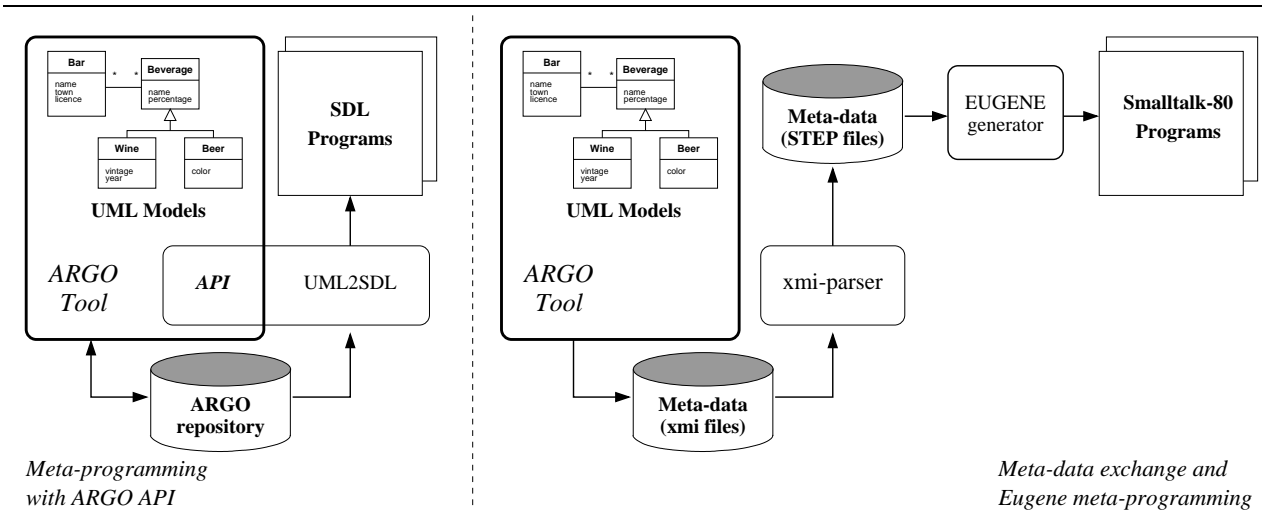 Bar
name
town
licence
* *
Beverage
name
percentage
Wine
vintage
year
Beer
color
UML Models
SDL
Programs
ARGO
Tool
API
UML2SDL
ARGO
repository
Meta-programming
with ARGO API
Bar
name
town
licence
* *
Beverage
name
percentage
Wine
vintage
year
Beer
color
UML Models
ARGO
Tool
Meta-data
(xmi files)
xmi-parser
Meta-data
(STEP files)
EUGENE
generator
Smalltalk-80
Programs
Meta-data exchange and
Eugene meta-programming